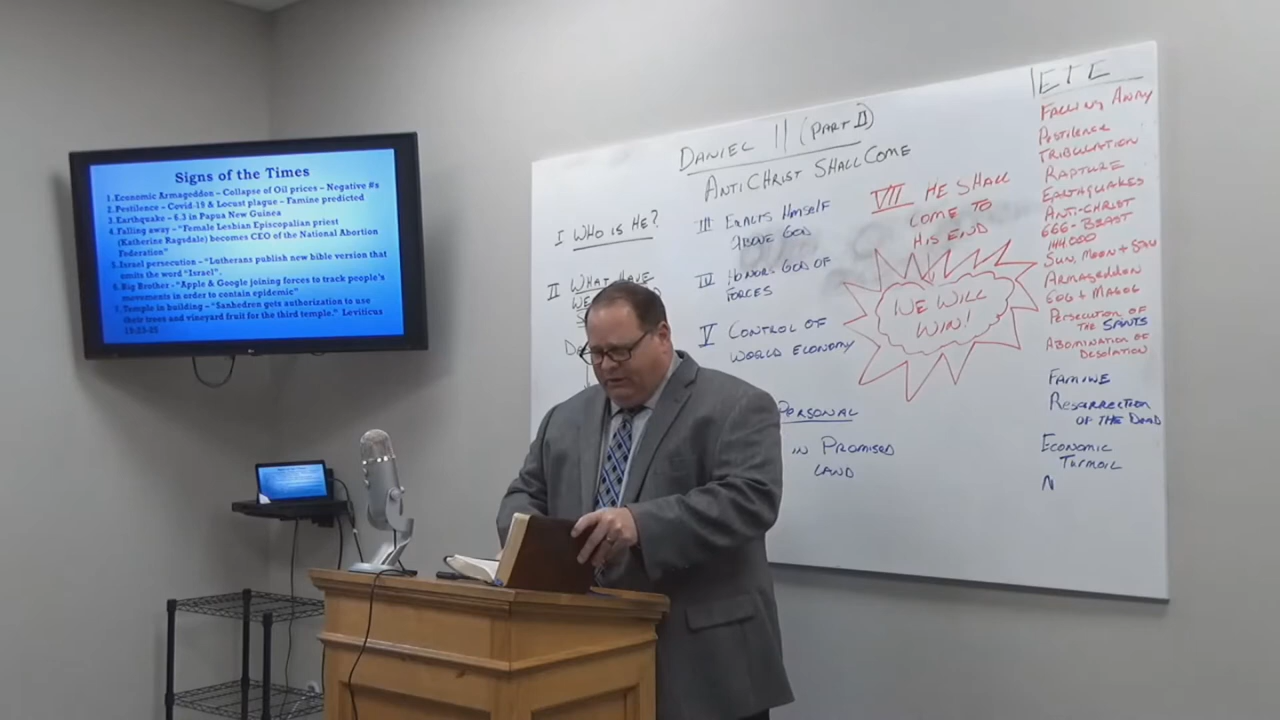 Signs of the Times
1.Economic Armageddon – Collapse of Oil prices – Negative #s
2.Pestilence – Covid-19 & Locust plague – Famine predicted
3.Earthquake – 6.3 in Papua New Guinea
4.Falling away – "Female Lesbian Episcopalian priest
(Katherine Ragsdale) becomes CEO of the National Abortion
Federation"
5.Israel persecution – "Lutherans publish new bible version that
omits the word "Israel".
6.Big Brother - "Apple & Google joining forces to track people's
movements in order to contain epidemic"
7.Temple in building – "Sanhedren gets authorization to use
their trees and vineyard fruit for the third temple." Leviticus
19:23-25
DANIEL 11 (PART II)
ANTICHRIST SHALL COME
I WHO IS HE?
II WHAT HAVE
WE
III EXALTS HIMSELF
ABOVE GOD
IV HONORS GOD OF
FORCES
V CONTROL OF
WORLD ECONOMY
PERSONAL
IN PROMISED
LAND
VII HE SHALL
COME TO
HIS END
WE WILL
WIN!
FALLING AWAY
PESTILENCE
TRIBULATION
RAPTURE
EARTHQUAKES
ANTI-CHRIST
666-BEAST
144,000
SUN, MOON + STAR
ARMAGEDDON
GOG + MAGOG
PERSECUTION OF
THE SAINTS
ABOMINATION OF
DESOLATION
FAMINE
RESURRECTION
OF THE DEAD
ECONOMIC
TURMOIL
N